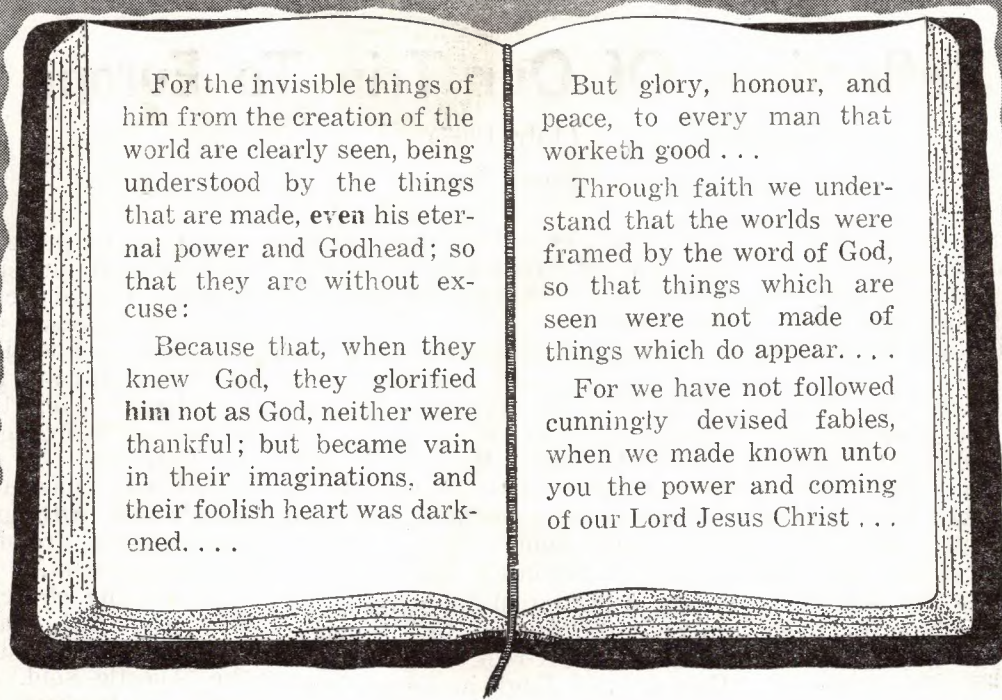 For the invisible things of
him from the creation of the
world are clearly seen, being
understood by the things
that are made, even his eter-
nal power and Godhead; so
that they are without ex-
cuse:
Because that, when they
knew God, they glorified
him not as God, neither were
thankful; but became vain
in their imaginations, and
their foolish heart was dark-
ened. . . .
But glory, honour, and
peace, to every man that
worketh good . . .
Through faith we under-
stand that the worlds were
framed by the word of God,
so that things which are
seen were not made of
things which do appear. . . .
For we have not followed
cunningly devised fables,
when we made known unto
you the power and coming
of our Lord Jesus Christ . . .